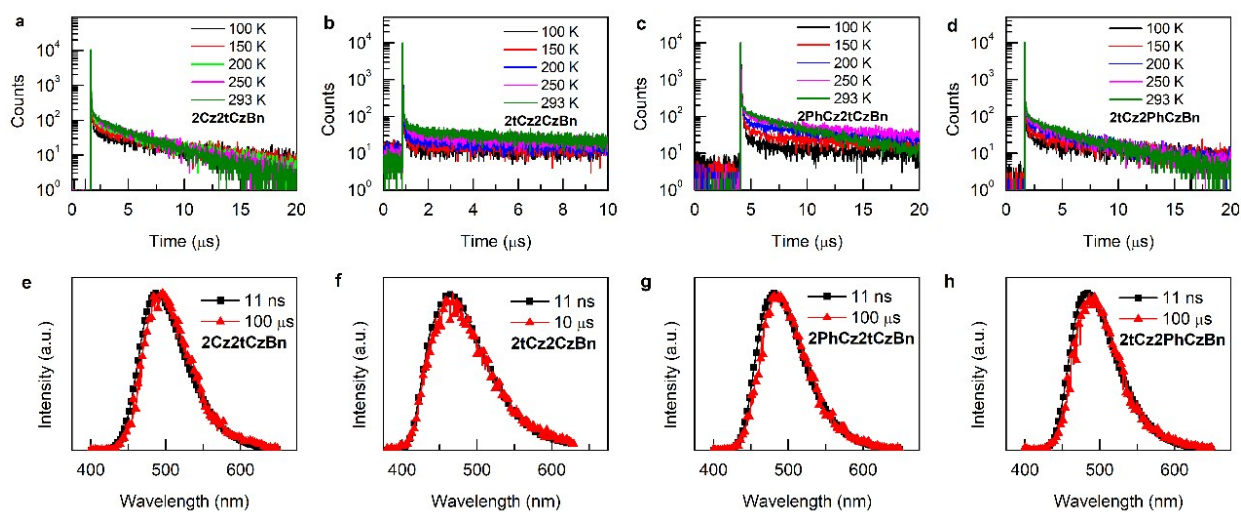 a
Counts
10⁴
10³
10²
10¹
10⁰
100 K
150 K
200 K
250 K
293 K
2Cz2tCzBn
0 5 10 15 20
Time (μs)
b
Counts
10⁴
10³
10²
10¹
10⁰
100 K
150 K
200 K
250 K
293 K
2tCz2CzBn
0 2 4 6 8 10
Time (μs)
c
Counts
10⁴
10³
10²
10¹
10⁰
100 K
150 K
200 K
250 K
293 K
2PhCz2tCzBn
0 5 10 15 20
Time (μs)
d
Counts
10⁴
10³
10²
10¹
10⁰
100 K
150 K
200 K
250 K
293 K
2tCz2PhCzBn
0 5 10 15 20
Time (μs)
e
Intensity (a.u.)
11 ns
100 μs
2Cz2tCzBn
400 500 600
Wavelength (nm)
f
Intensity (a.u.)
11 ns
10 μs
2tCz2CzBn
400 500 600
Wavelength (nm)
g
Intensity (a.u.)
11 ns
100 μs
2PhCz2tCzBn
400 500 600
Wavelength (nm)
h
Intensity (a.u.)
11 ns
100 μs
2tCz2PhCzBn
400 500 600
Wavelength (nm)